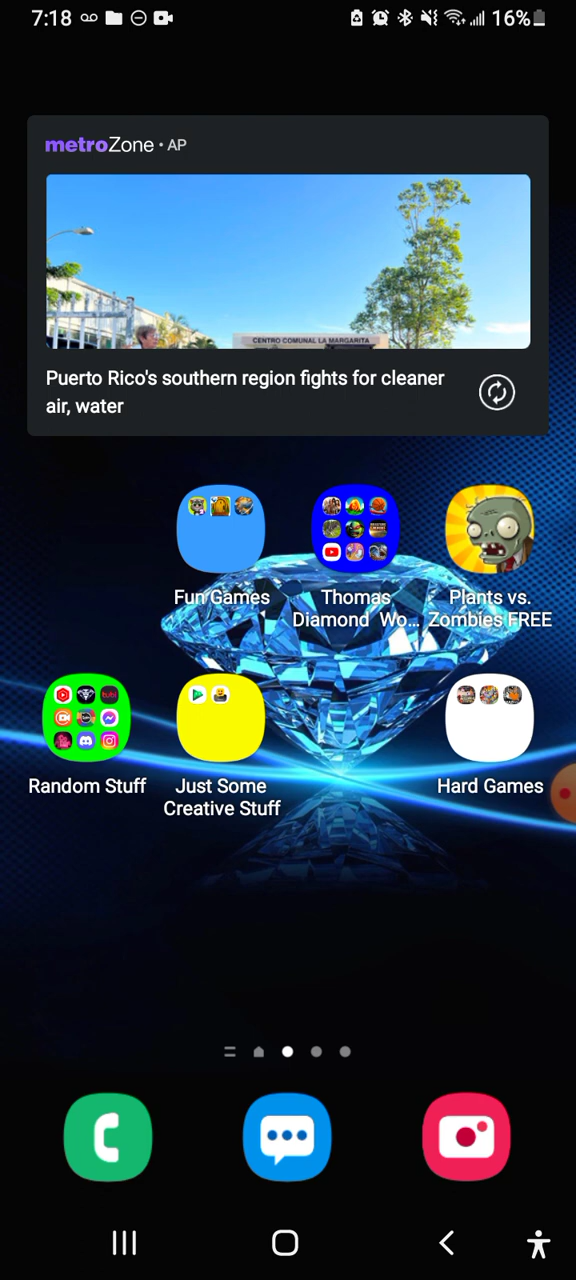 7:18 16%
metroZone • AP
CENTRO COMUNAL LA MARGARITA
Puerto Rico's southern region fights for cleaner
air, water
Fun Games
Thomas
Diamond Wo...
Plants vs.
Zombies FREE
Random Stuff
Just Some
Creative Stuff
Hard Games